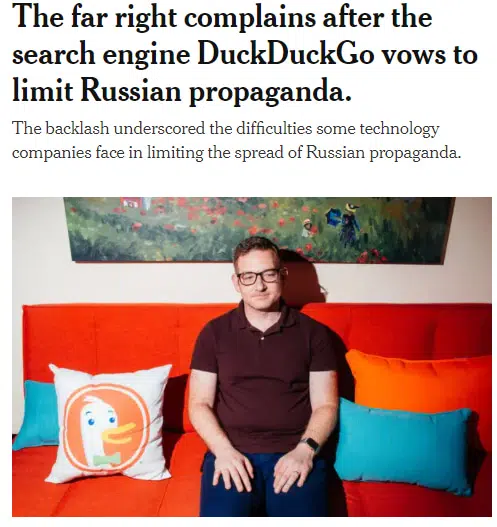 The far right complains after the
search engine DuckDuckGo vows to
limit Russian propaganda.
The backlash underscored the difficulties some technology
companies face in limiting the spread of Russian propaganda.